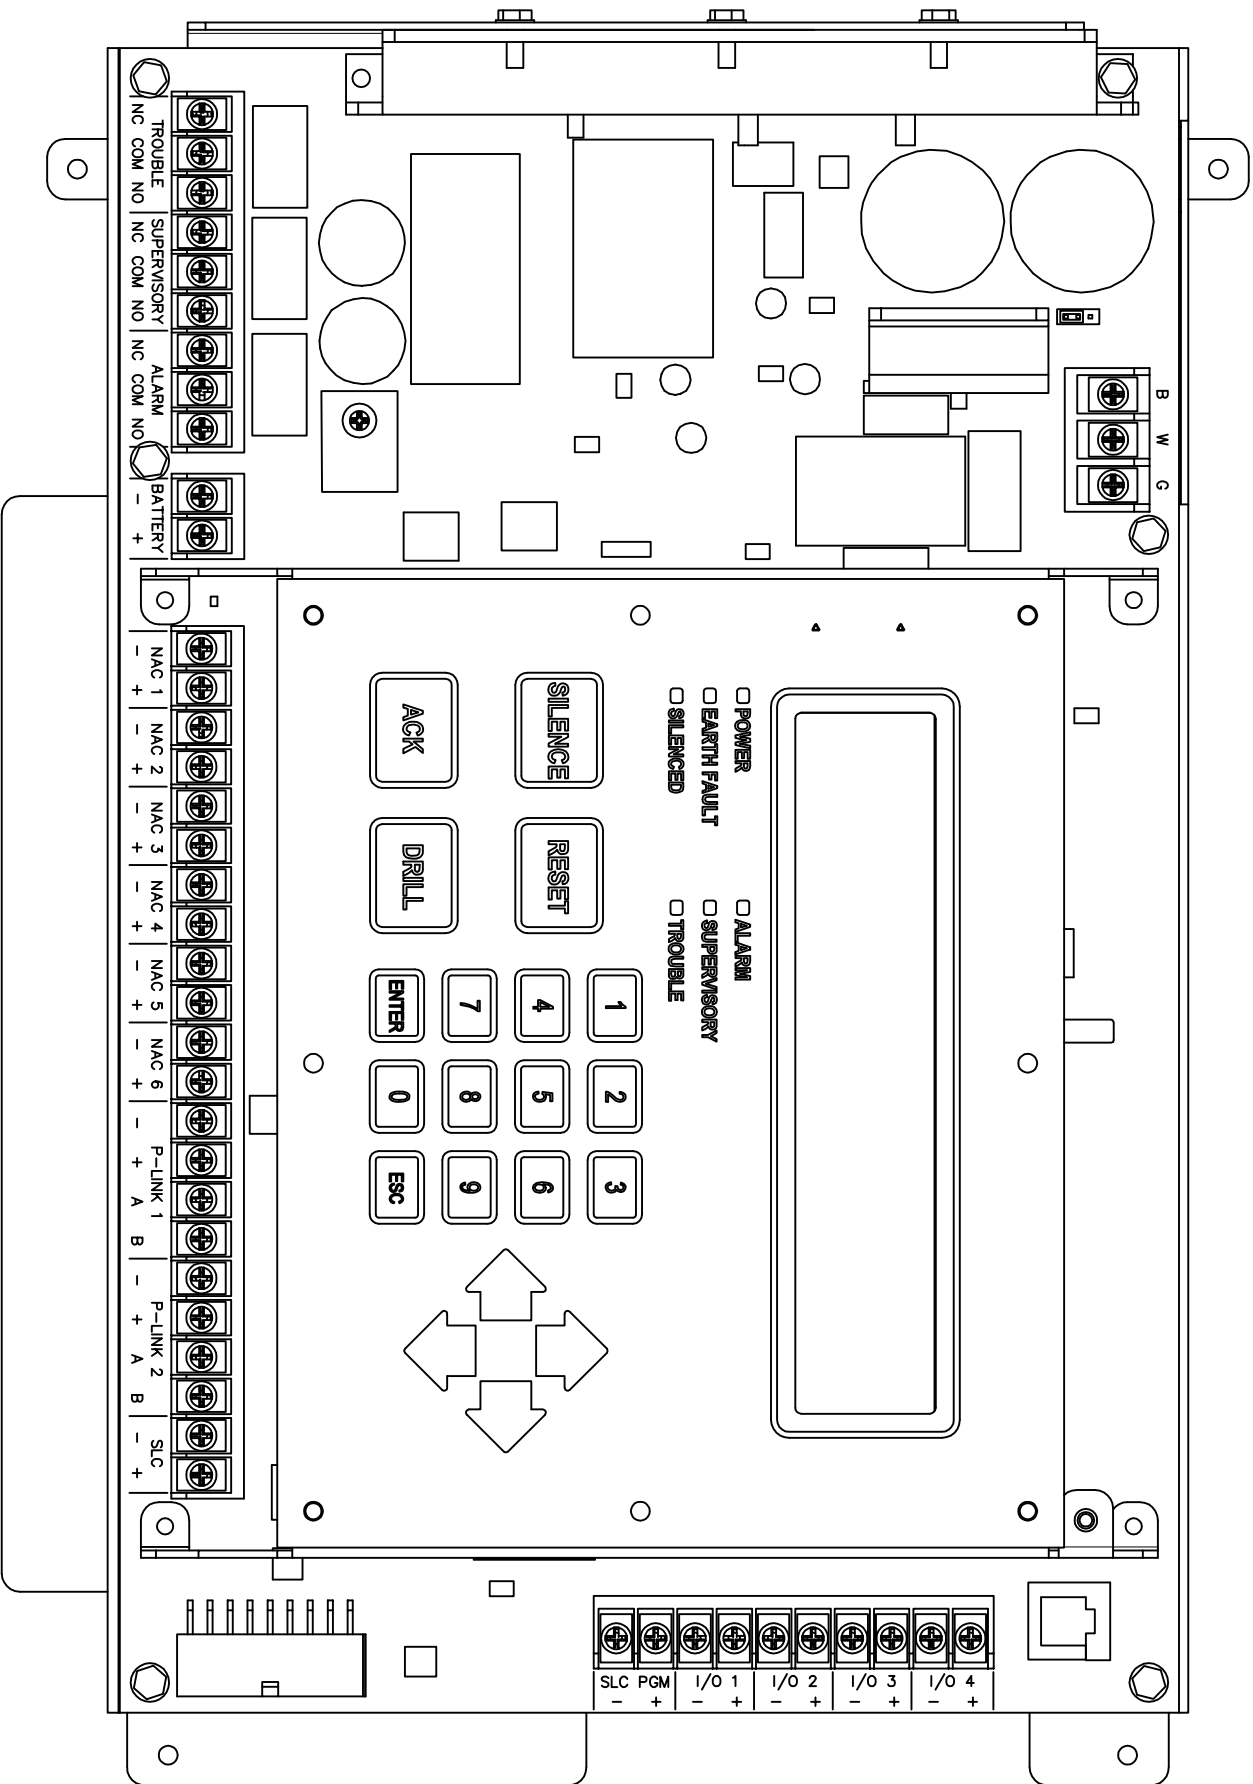 TROUBLE
NC COM NO
SUPERVISORY
NC COM NO
ALARM
NC COM NO
BATTERY
- +
B
W
G
NAC 1
- +
NAC 2
- +
NAC 3
- +
NAC 4
- +
NAC 5
- +
NAC 6
- +
P-LINK 1
- + A B
P-LINK 2
- + A B
SLC
- +
POWER
EARTH FAULT
SILENCED
ALARM
SUPERVISORY
TROUBLE
SILENCE
RESET
ACK
DRILL
1 2 3
4 5 6
7 8 9
ENTER 0 ESC
SLC PGM I/O 1 I/O 2 I/O 3 I/O 4
- + - + - + - + - +